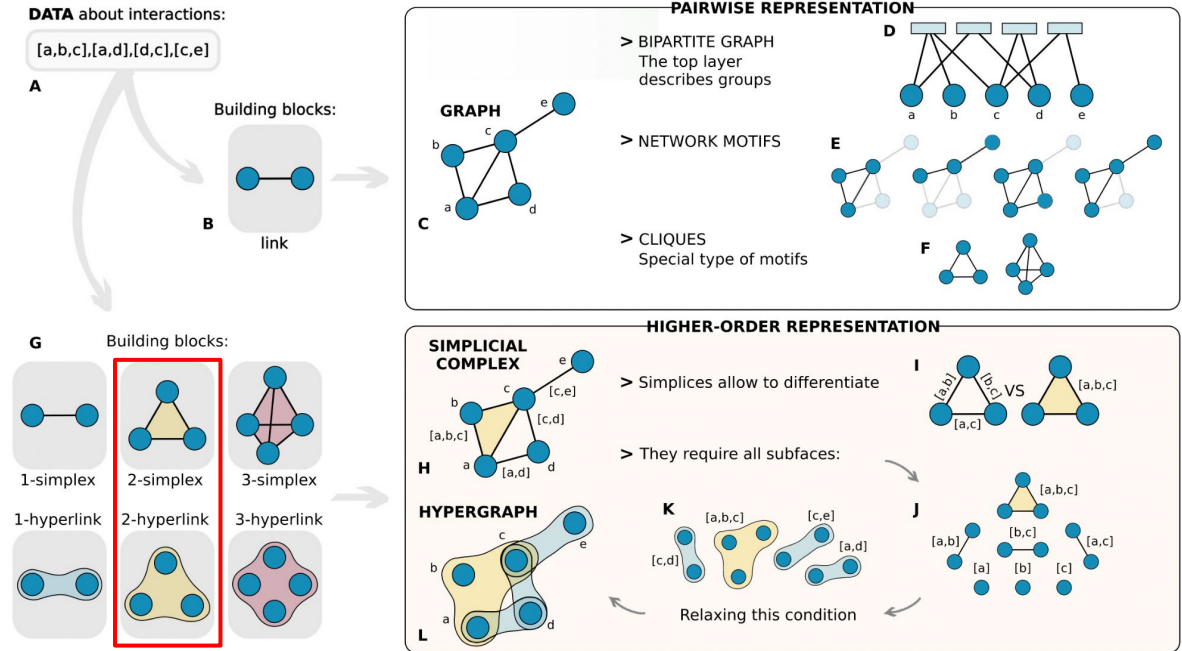 DATA about interactions:
[a,b,c],[a,d],[d,c],[c,e]
A
Building blocks:
B
link
PAIRWISE REPRESENTATION
GRAPH
e
c
b
a
d
C
> BIPARTITE GRAPH
The top layer
describes groups
D
a b c d e
> NETWORK MOTIFS
E
> CLIQUES
Special type of motifs
F
G
Building blocks:
1-simplex 2-simplex 3-simplex
1-hyperlink 2-hyperlink 3-hyperlink
HIGHER-ORDER REPRESENTATION
SIMPLICIAL
COMPLEX
e
c
[c,e]
b
[c,d]
[a,b,c]
a
[a,d]
d
H
> Simplices allow to differentiate
I
[a,b]
[b,c]
[a,c]
VS
[a,b,c]
> They require all subfaces:
J
[a,b,c]
[a,b]
[b,c]
[a,c]
[a] [b] [c]
HYPERGRAPH
c
e
b
a
d
L
K
[a,b,c]
[c,e]
[c,d]
[a,d]
Relaxing this condition